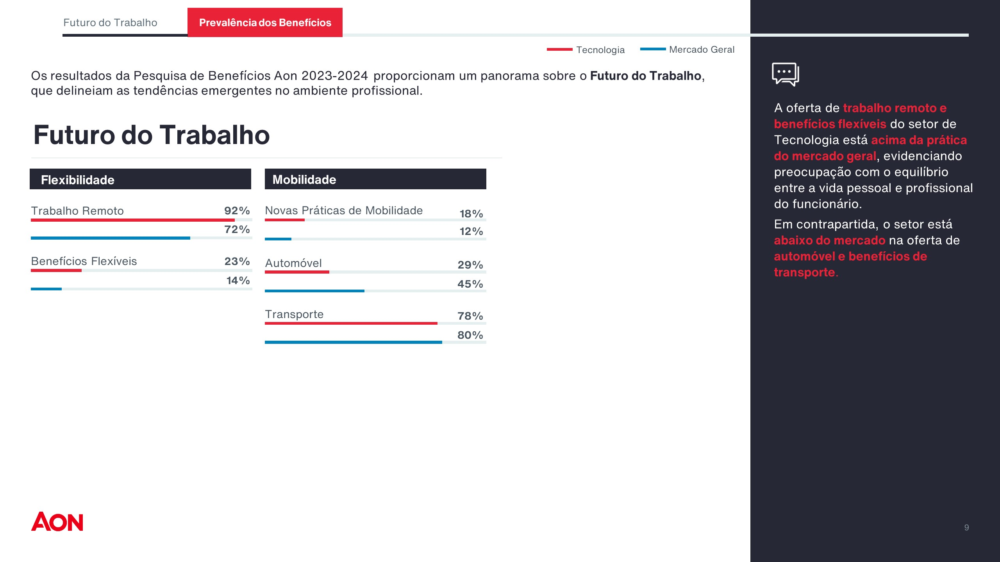 Futuro do Trabalho
Prevalência dos Benefícios
Tecnologia
Mercado Geral
Os resultados da Pesquisa de Benefícios Aon 2023-2024 proporcionam um panorama sobre o Futuro do Trabalho,
que delineiam as tendências emergentes no ambiente profissional.
Futuro do Trabalho
Flexibilidade
Trabalho Remoto 92%
72%
Benefícios Flexíveis 23%
14%
Mobilidade
Novas Práticas de Mobilidade 18%
12%
Automóvel 29%
45%
Transporte 78%
80%
A oferta de trabalho remoto e
benefícios flexíveis do setor de
Tecnologia está acima da prática
do mercado geral, evidenciando
preocupação com o equilíbrio
entre a vida pessoal e profissional
do funcionário.
Em contrapartida, o setor está
abaixo do mercado na oferta de
automóvel e benefícios de
transporte.
AON
9